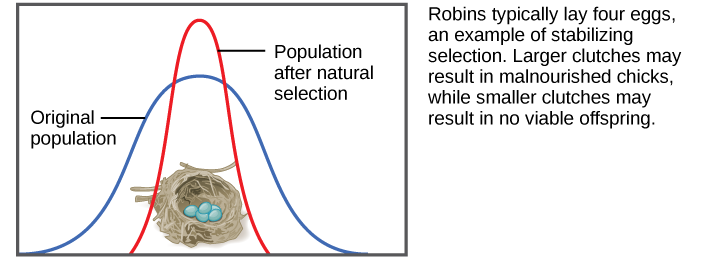 Population
after natural
selection
Original
population
Robins typically lay four eggs,
an example of stabilizing
selection. Larger clutches may
result in malnourished chicks,
while smaller clutches may
result in no viable offspring.